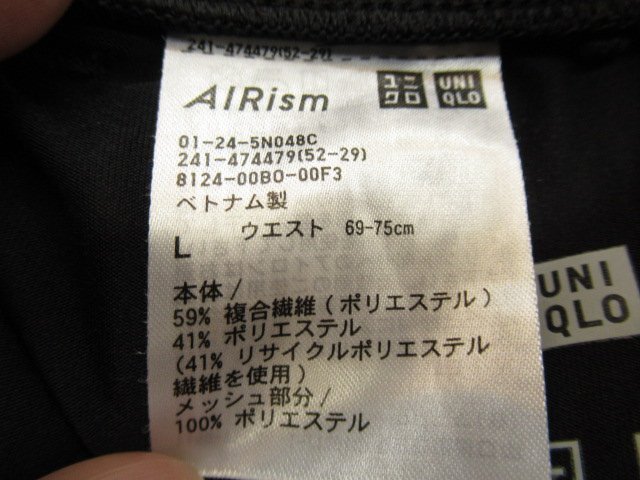 241-474479(52-29)
AIRism
ユニ
クロ
UNI
QLO
01-24-5N048C
241-474479(52-29)
8124-00B0-00F3
ベトナム製
L ウエスト 69-75cm
本体/
59% 複合繊維(ポリエステル)
41% ポリエステル
(41% リサイクルポリエステル
繊維を使用)
メッシュ部分/
100% ポリエステル
UNI
QLO